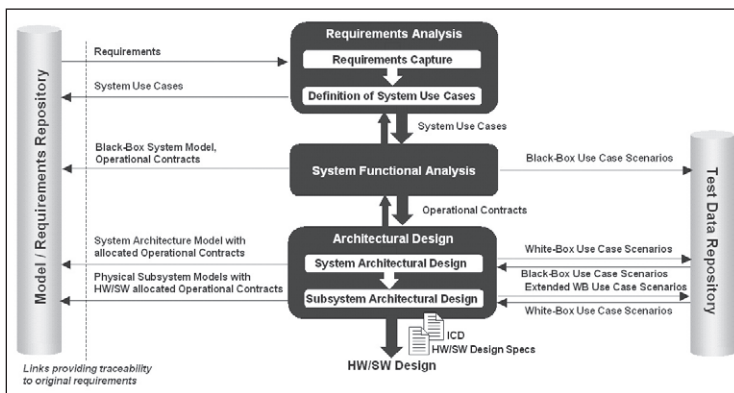 Requirements Analysis
Requirements
Requirements Capture
System Use Cases
Definition of System Use Cases
System Use Cases
Black-Box System Model,
Operational Contracts
System Functional Analysis
Black-Box Use Case Scenarios
Operational Contracts
Architectural Design
System Architecture Model with
allocated Operational Contracts
System Architectural Design
White-Box Use Case Scenarios
Black-Box Use Case Scenarios
Physical Subsystem Models with
HW/SW allocated Operational Contracts
Subsystem Architectural Design
Extended WB Use Case Scenarios
White-Box Use Case Scenarios
ICD
HW/SW Design Specs
HW/SW Design
Links providing traceability
to original requirements
Model / Requirements Repository
Test Data Repository